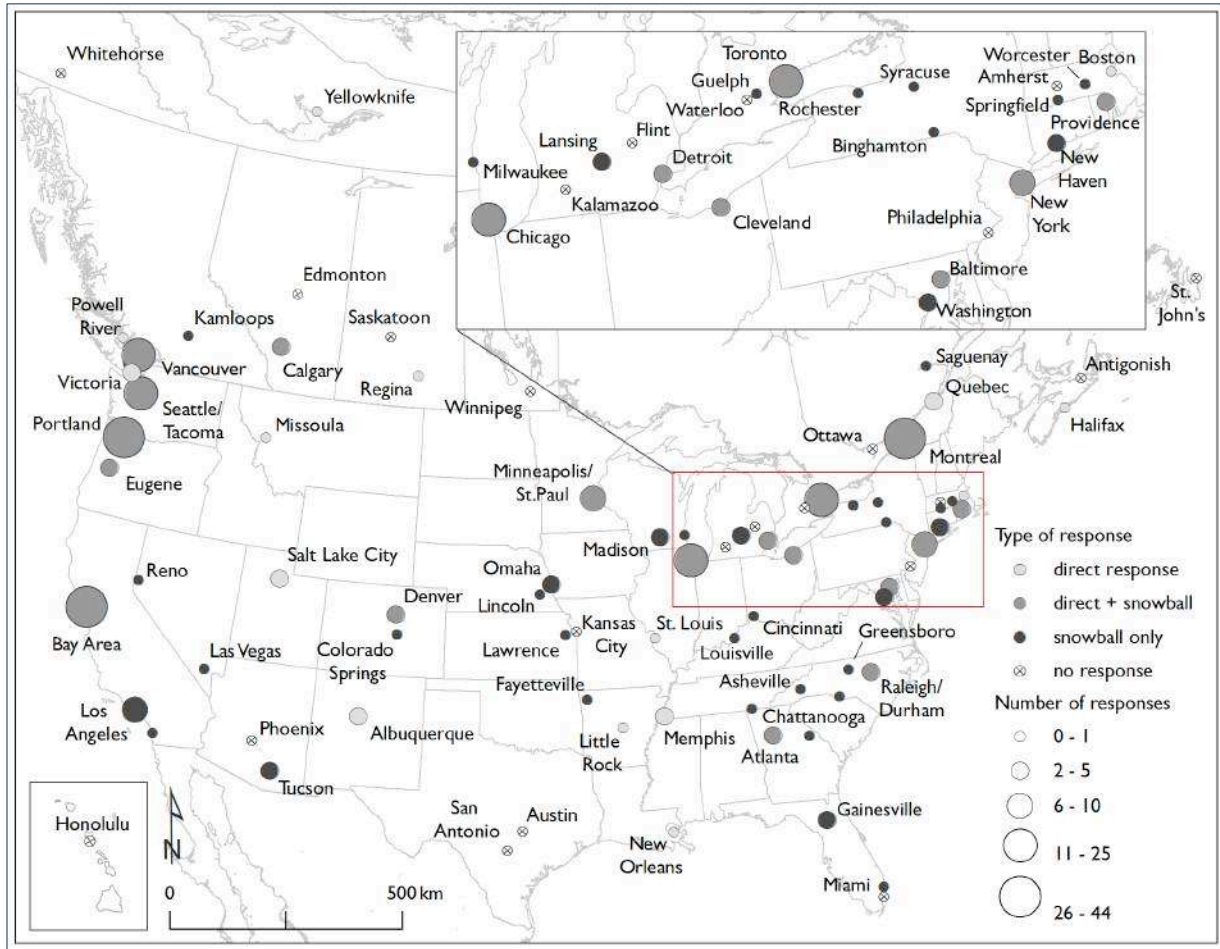 Whitehorse
Yellowknife
Toronto
Guelph
Waterloo
Rochester
Syracuse
Worcester
Boston
Amherst
Springfield
Providence
Lansing
Flint
Detroit
Binghamton
New
Haven
Milwaukee
Kalamazoo
Cleveland
Philadelphia
New
York
Chicago
Baltimore
Washington
St.
John's
Edmonton
Powell
River
Kamloops
Saskatoon
Vancouver
Calgary
Victoria
Regina
Saguenay
Antigonish
Quebec
Seattle/
Tacoma
Winnipeg
Halifax
Portland
Missoula
Ottawa
Montreal
Eugene
Minneapolis/
St.Paul
Madison
Salt Lake City
Reno
Omaha
Denver
Lincoln
Bay Area
Kansas
City
St. Louis
Cincinnati
Greensboro
Las Vegas
Colorado
Springs
Lawrence
Louisville
Fayetteville
Asheville
Raleigh/
Durham
Los
Angeles
Phoenix
Albuquerque
Little
Rock
Memphis
Chattanooga
Atlanta
Tucson
San
Antonio
Austin
Gainesville
Honolulu
New
Orleans
Miami
N
0
500 km
Type of response
direct response
direct + snowball
snowball only
no response
Number of responses
0 - 1
2 - 5
6 - 10
11 - 25
26 - 44